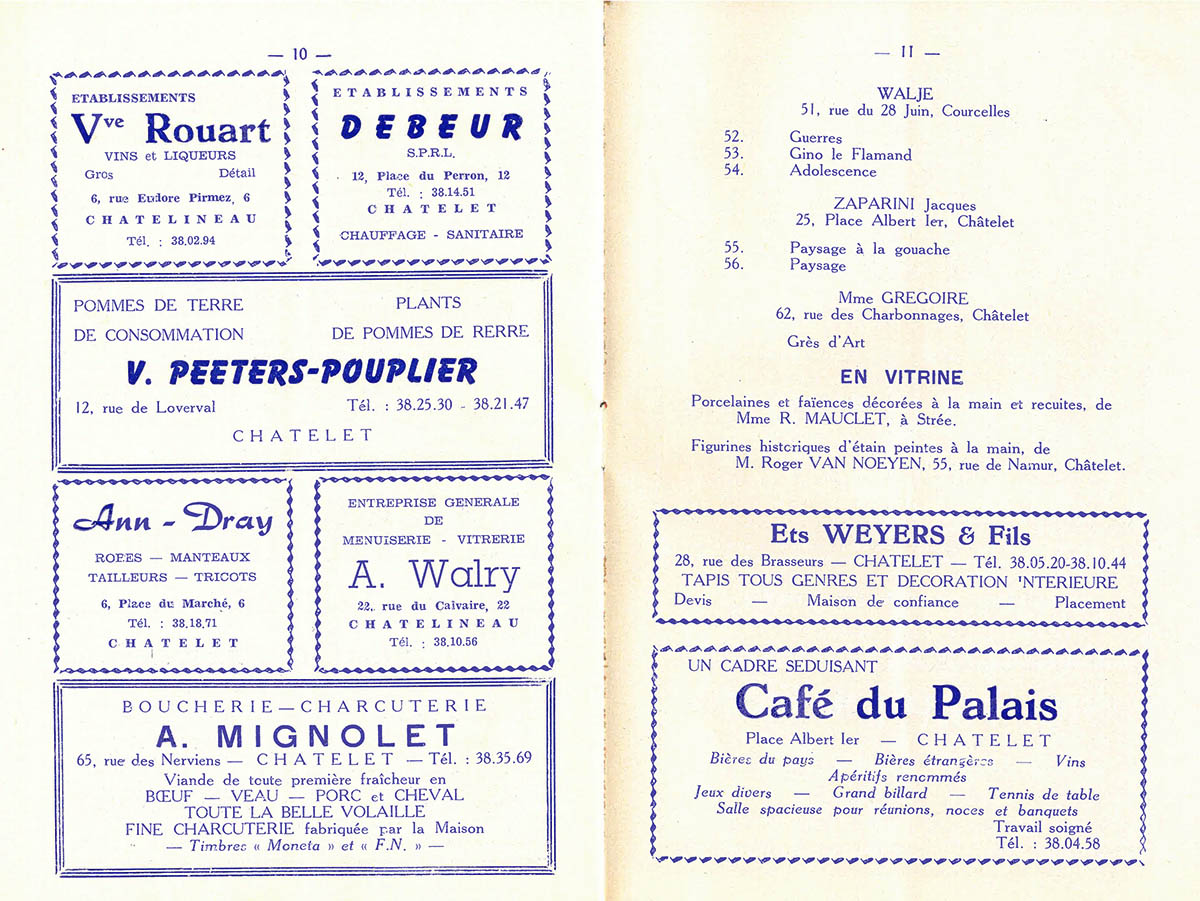 — 10 —
ETABLISSEMENTS
Vve Rouart
VINS et LIQUEURS
Gros Détail
6, rue Eudore Pirmez, 6
CHATELINEAU
Tél. : 38.02.94
ETABLISSEMENTS
DEBEUR
S.P.R.L.
12, Place du Perron, 12
Tél. : 38.14.51
CHATELET
CHAUFFAGE - SANITAIRE
POMMES DE TERRE
DE CONSOMMATION
PLANTS
DE POMMES DE RERRE
V. PEETERS-POUPLIER
12, rue de Loverval Tél. : 38.25.30 - 38.21.47
CHATELET
Ann - Dray
ROBES — MANTEAUX
TAILLEURS — TRICOTS
6, Place du Marché, 6
Tél. : 38.18.71
CHATELET
ENTREPRISE GENERALE
DE
MENUISERIE - VITRERIE
A. Walry
22, rue du Calvaire, 22
CHATELINEAU
Tél. : 38.10.56
BOUCHERIE—CHARCUTERIE
A. MIGNOLET
65, rue des Nerviens — CHATELET — Tél. : 38.35.69
Viande de toute première fraîcheur en
BŒUF — VEAU — PORC et CHEVAL
TOUTE LA BELLE VOLAILLE
FINE CHARCUTERIE fabriquée par la Maison
— Timbres « Moneta » et « F.N. » —
— 11 —
WALJE
51, rue du 28 Juin, Courcelles
52. Guerres
53. Gino le Flamand
54. Adolescence
ZAPARINI Jacques
25, Place Albert Ier, Châtelet
55. Paysage à la gouache
56. Paysage
Mme GREGOIRE
62, rue des Charbonnages, Châtelet
Grès d'Art
EN VITRINE
Porcelaines et faïences décorées à la main et recuites, de
Mme R. MAUCLET, à Strée.
Figurines historiques d'étain peintes à la main, de
M. Roger VAN NOEYEN, 55, rue de Namur, Châtelet.
Ets WEYERS & Fils
28, rue des Brasseurs — CHATELET — Tél. 38.05.20-38.10.44
TAPIS TOUS GENRES ET DECORATION INTERIEURE
Devis — Maison de confiance — Placement
UN CADRE SEDUISANT
Café du Palais
Place Albert Ier — CHATELET
Bières du pays — Bières étrangères — Vins
Apéritifs renommés
Jeux divers — Grand billard — Tennis de table
Salle spacieuse pour réunions, noces et banquets
Travail soigné
Tél. : 38.04.58